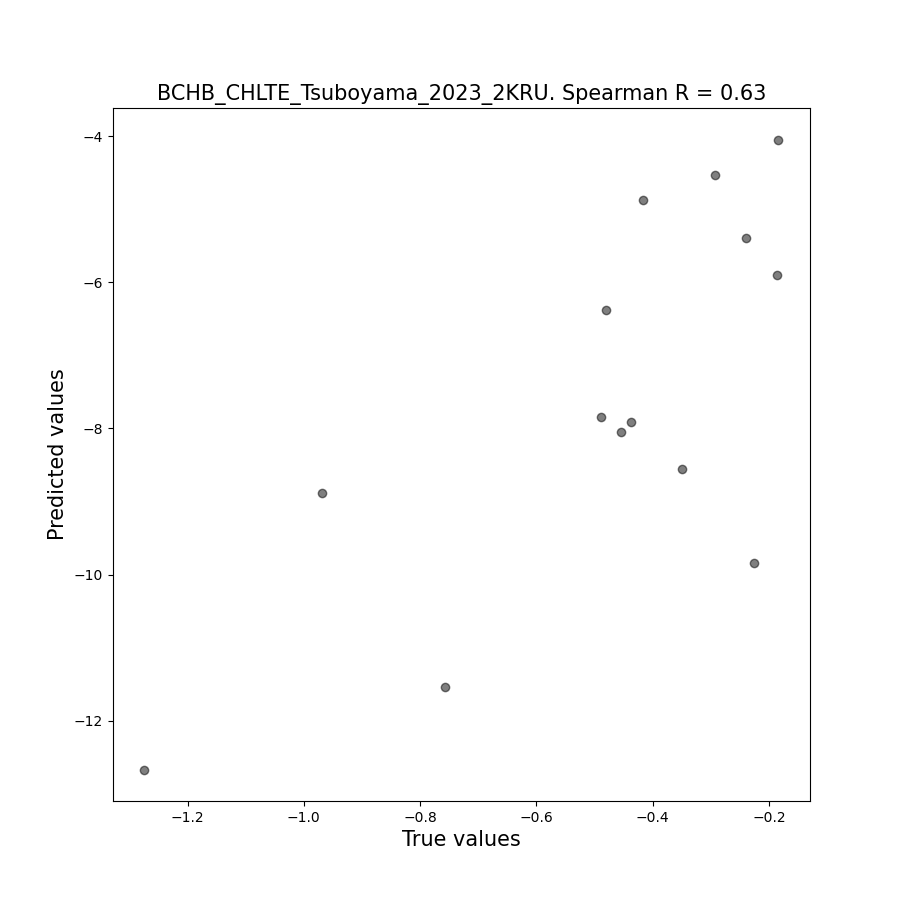 BCHB_CHLTE_Tsuboyama_2023_2KRU. Spearman R = 0.63
−4
−6
−8
−10
−12
Predicted values
−1.2 −1.0 −0.8 −0.6 −0.4 −0.2
True values